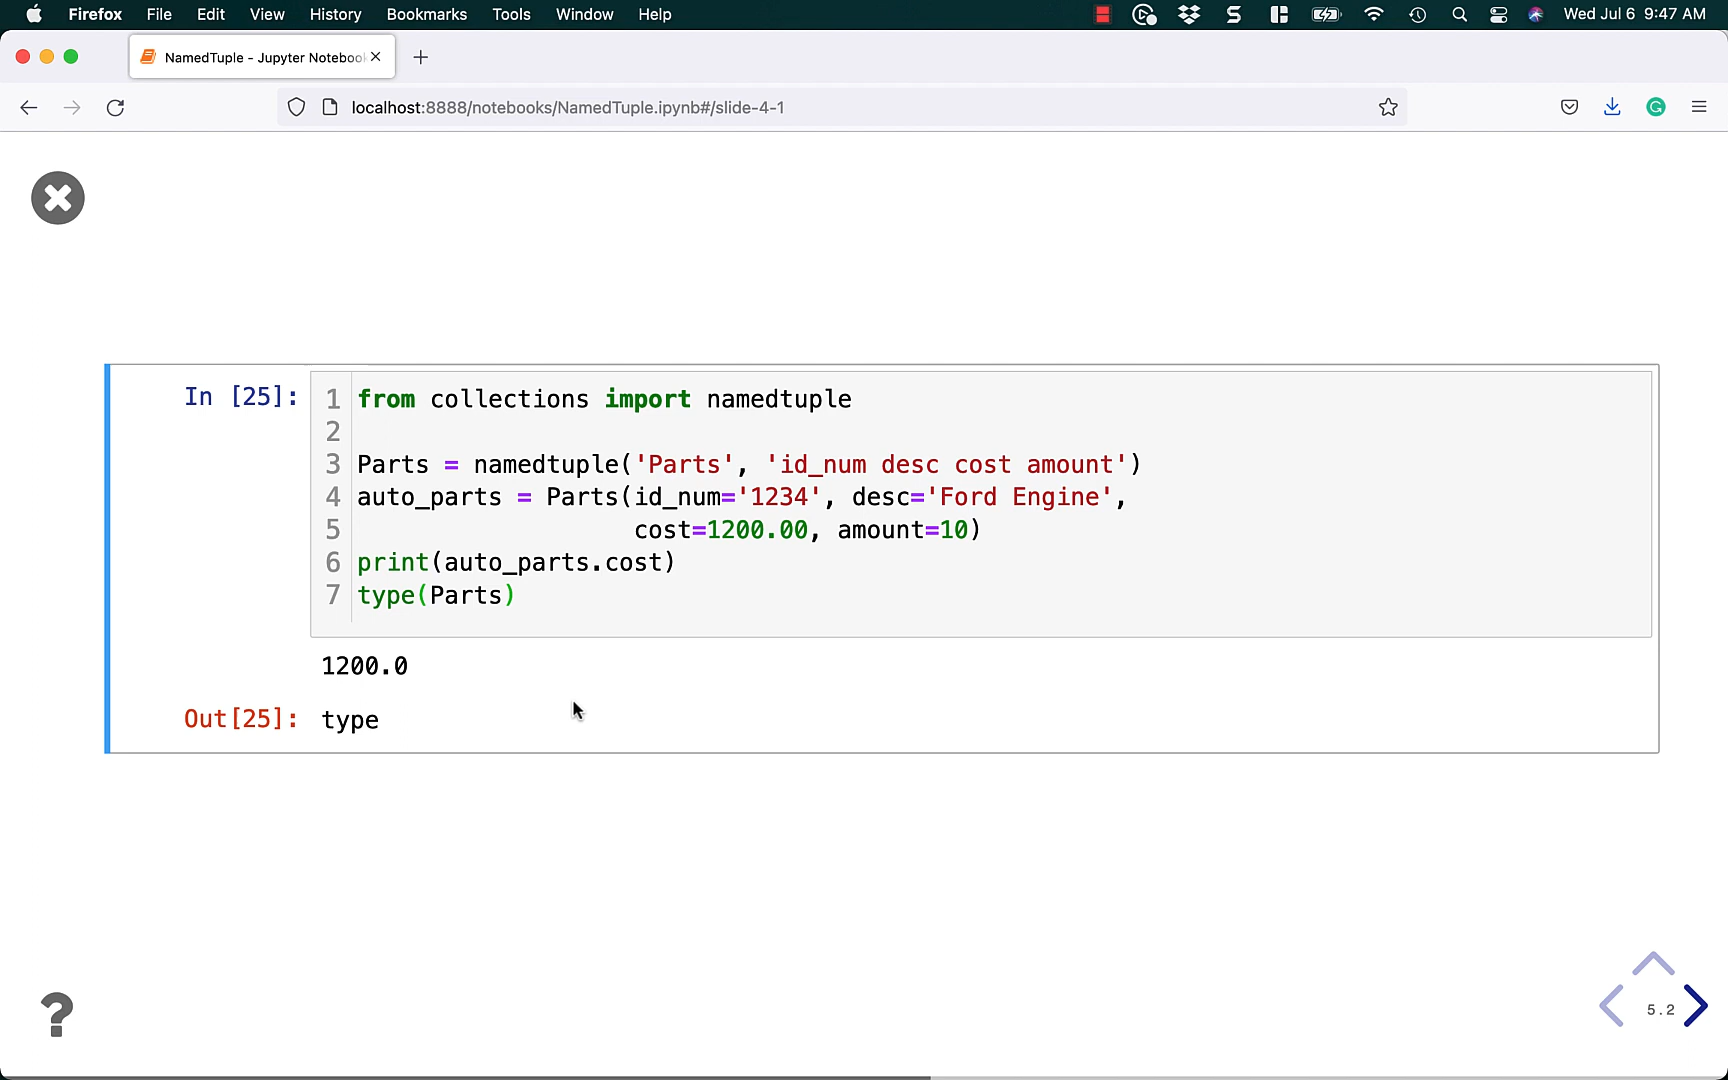 Firefox File Edit View History Bookmarks Tools Window Help Wed Jul 6 9:47 AM
NamedTuple - Jupyter Noteboo
localhost:8888/notebooks/NamedTuple.ipynb#/slide-4-1
In [25]:
1 from collections import namedtuple
2
3 Parts = namedtuple('Parts', 'id_num desc cost amount')
4 auto_parts = Parts(id_num='1234', desc='Ford Engine',
5                    cost=1200.00, amount=10)
6 print(auto_parts.cost)
7 type(Parts)
1200.0
Out[25]: type
?
5.2